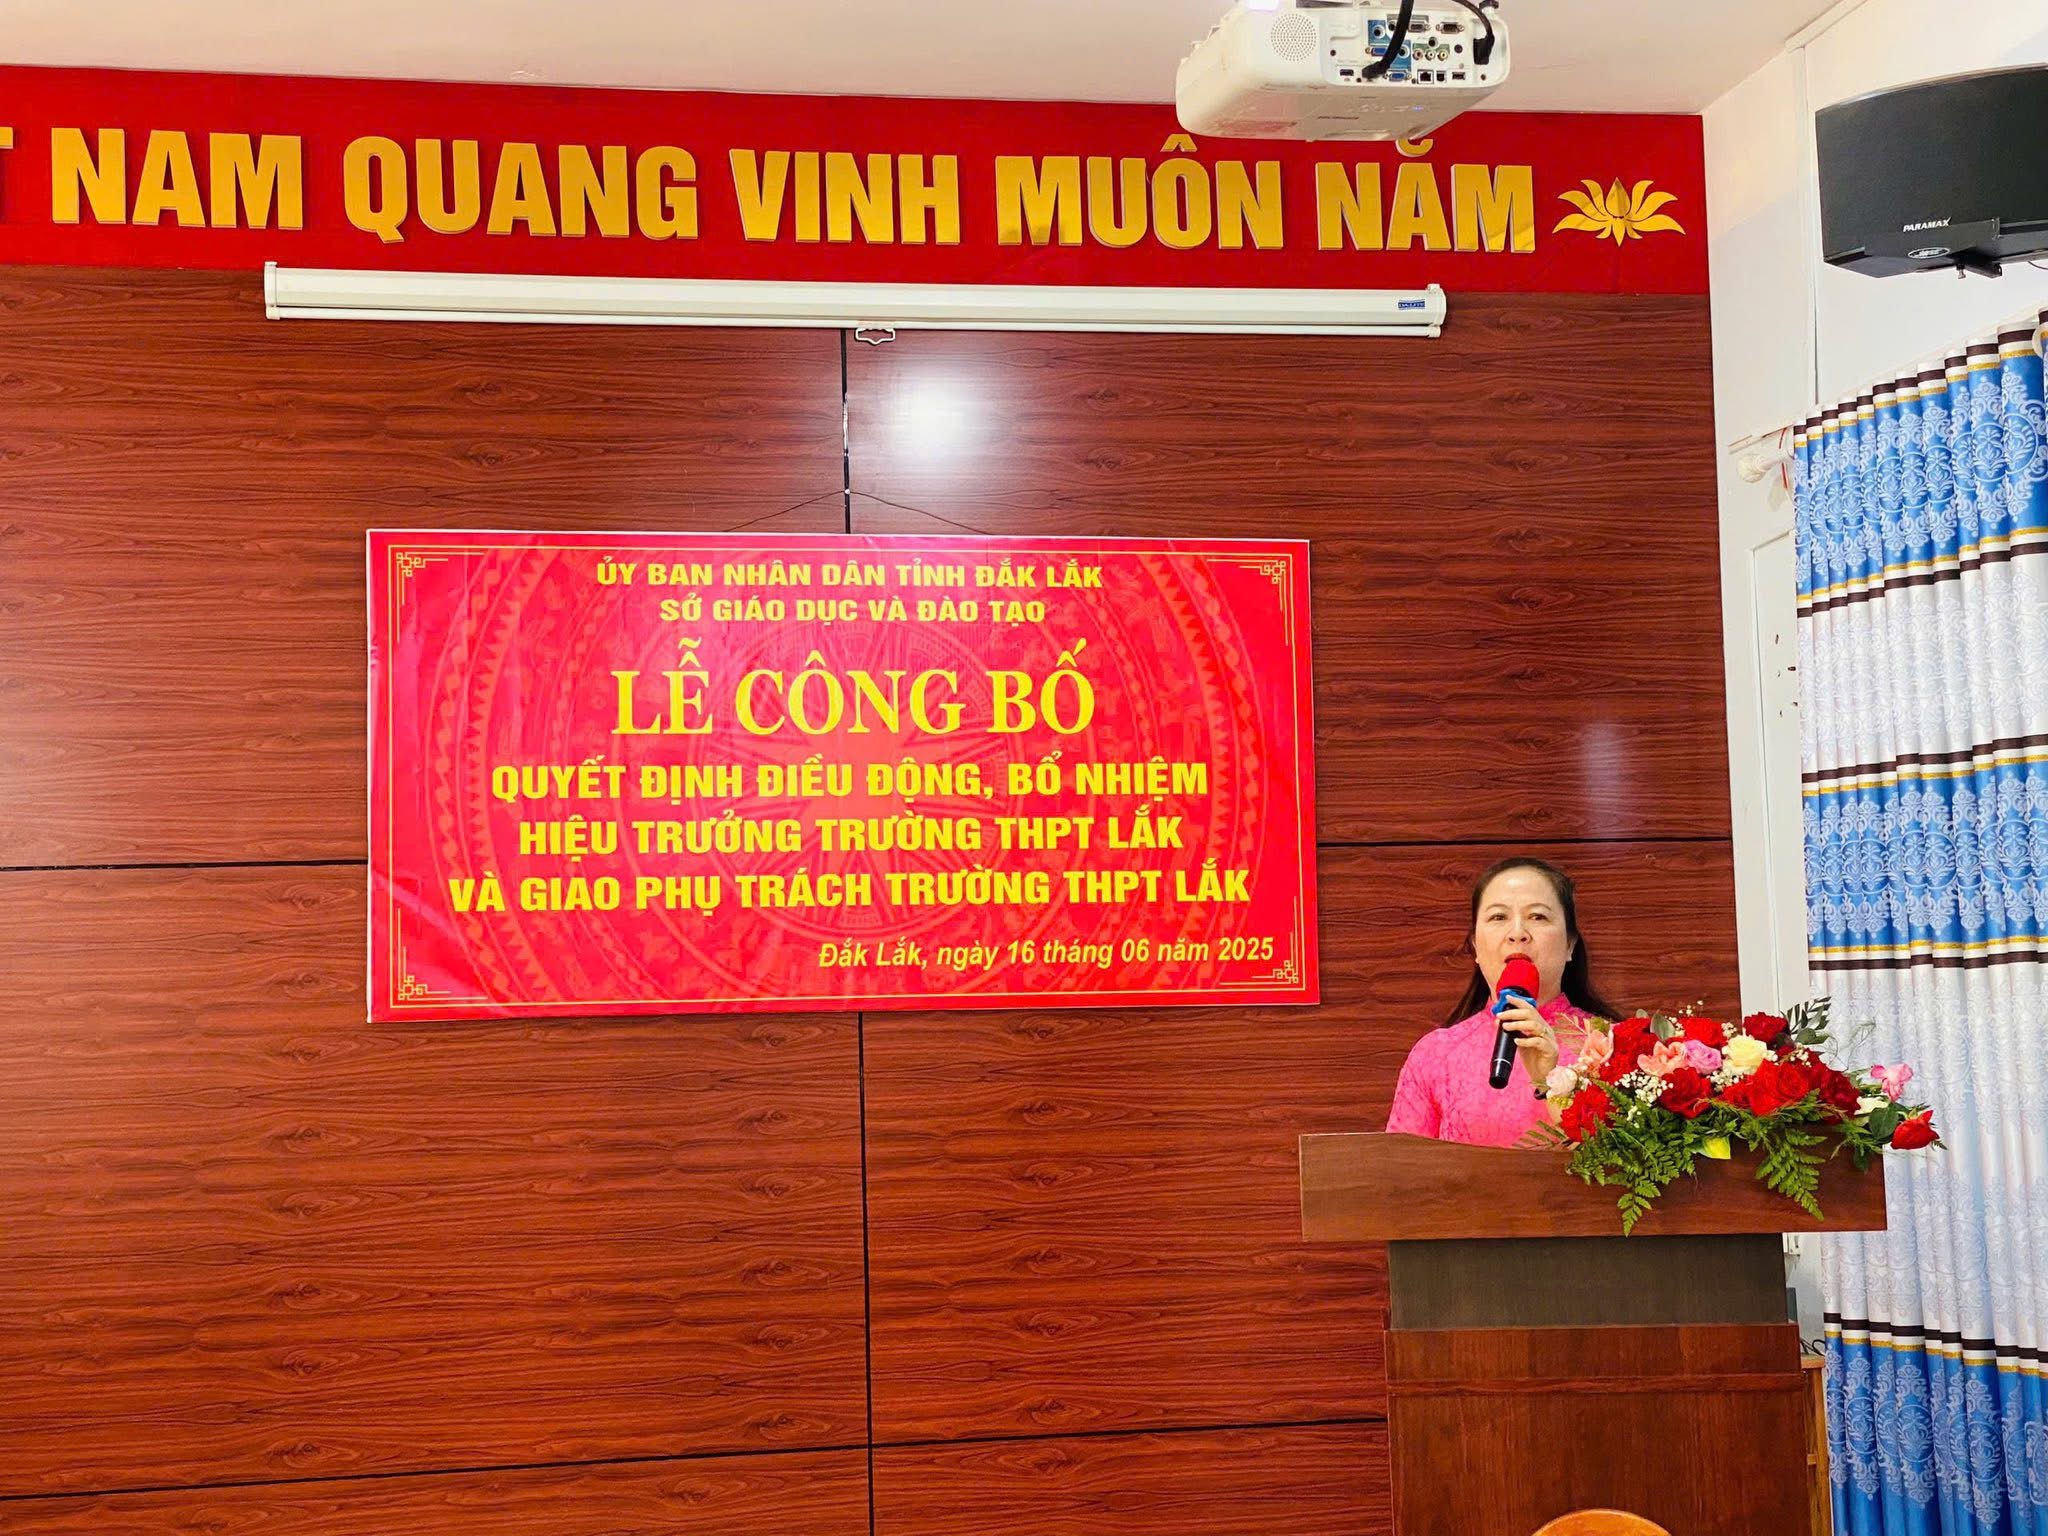 T NAM QUANG VINH MUÔN NĂM
PARAMAX
DALITE
ỦY BAN NHÂN DÂN TỈNH ĐẮK LẮK
SỞ GIÁO DỤC VÀ ĐÀO TẠO
LỄ CÔNG BỐ
QUYẾT ĐỊNH ĐIỀU ĐỘNG, BỔ NHIỆM
HIỆU TRƯỞNG TRƯỜNG THPT LẮK
VÀ GIAO PHỤ TRÁCH TRƯỜNG THPT LẮK
Đắk Lắk, ngày 16 tháng 06 năm 2025